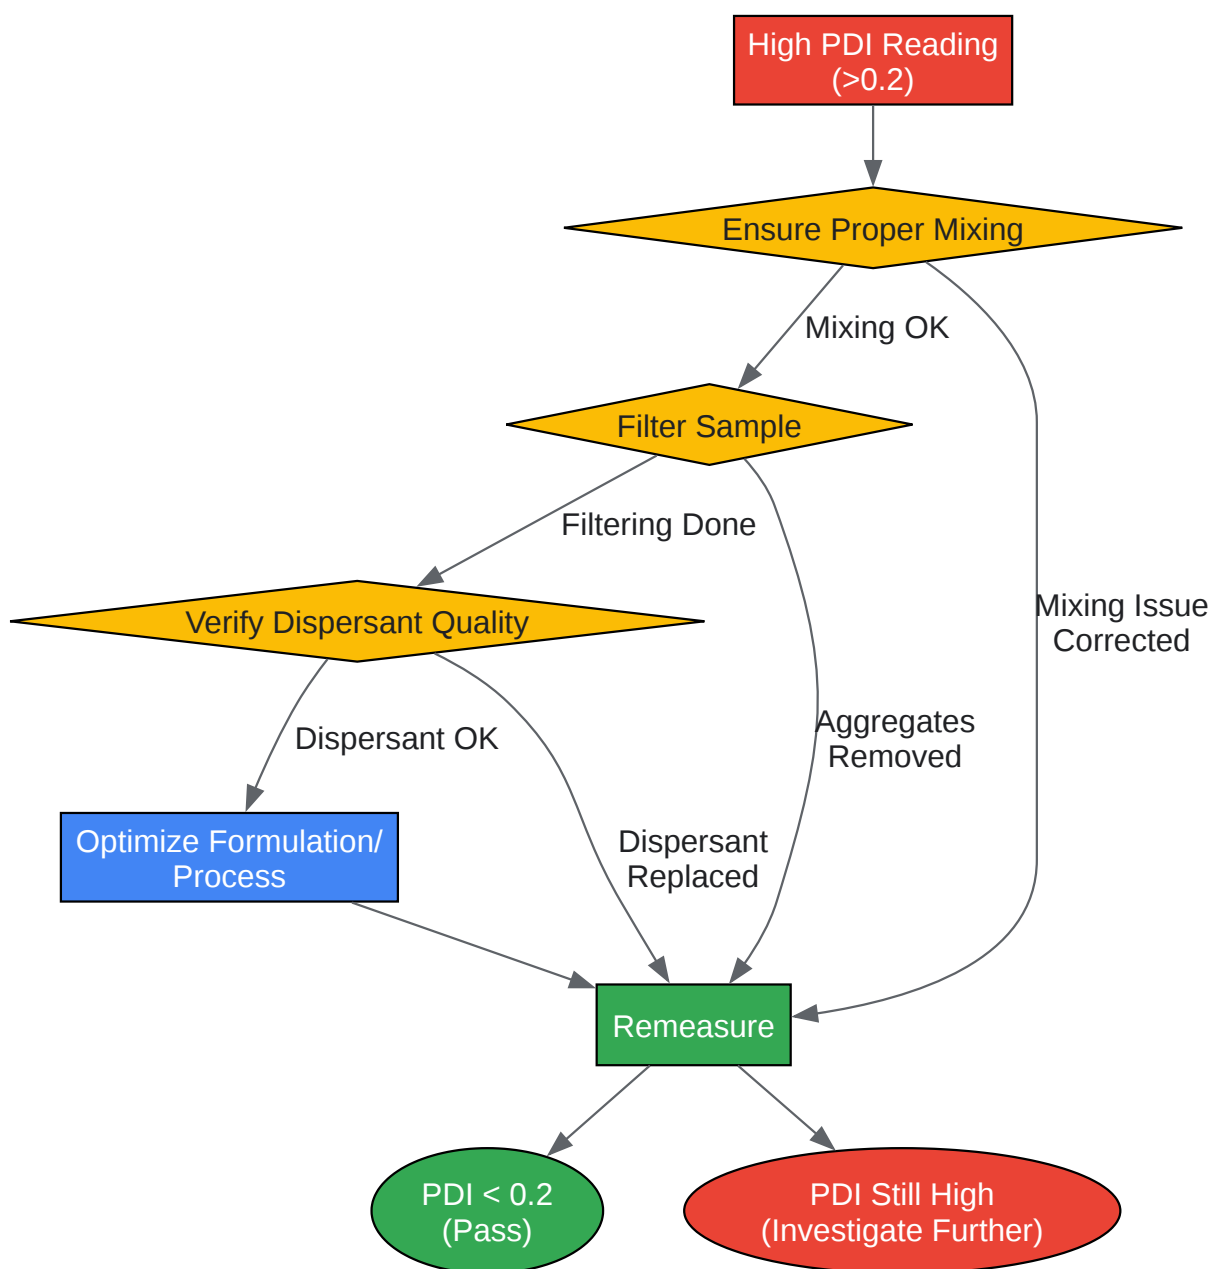 High PDI Reading
(>0.2)
Ensure Proper Mixing
Mixing OK
Filter Sample
Filtering Done
Mixing Issue
Corrected
Verify Dispersant Quality
Aggregates
Removed
Dispersant OK
Dispersant
Replaced
Optimize Formulation/
Process
Remeasure
PDI < 0.2
(Pass)
PDI Still High
(Investigate Further)